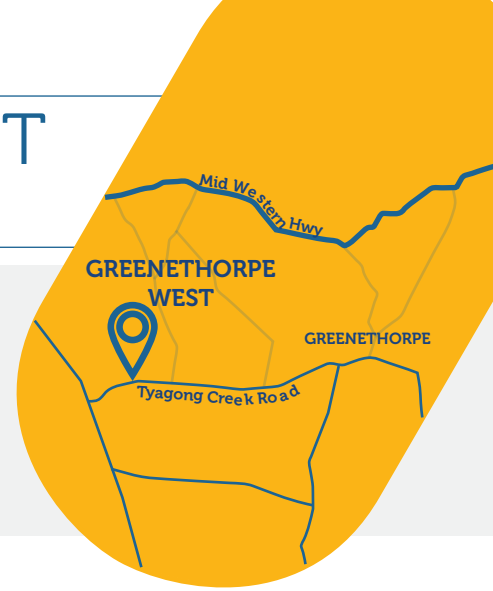 T
Mid Western Hwy
GREENETHORPE
WEST
GREENETHORPE
Tyagong Creek Road